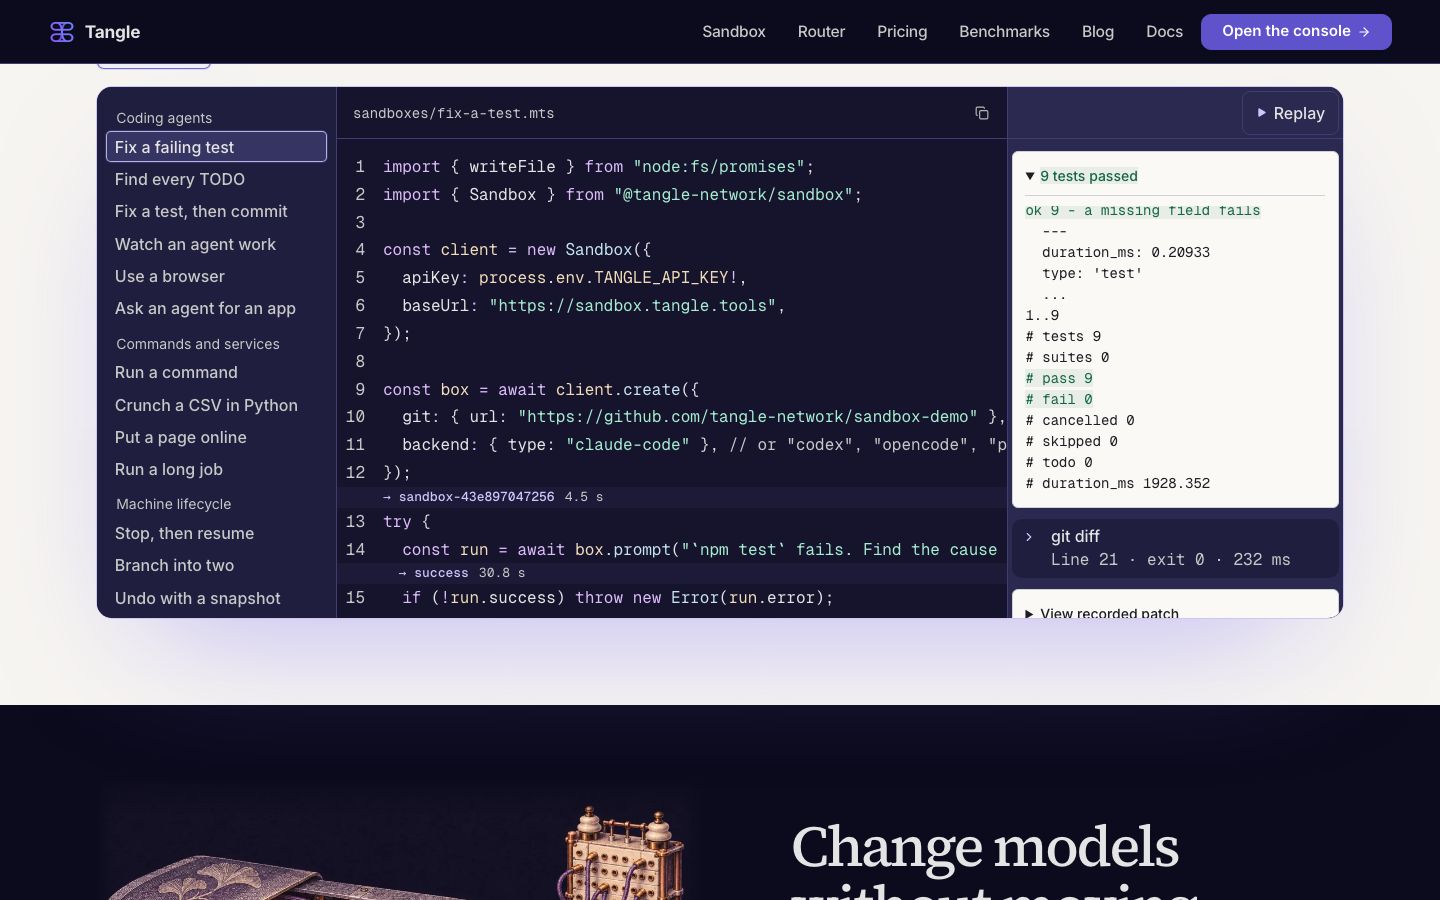 Tangle
Sandbox
Router
Pricing
Benchmarks
Blog
Docs
Open the console →
Coding agents
Fix a failing test
Find every TODO
Fix a test, then commit
Watch an agent work
Use a browser
Ask an agent for an app
Commands and services
Run a command
Crunch a CSV in Python
Put a page online
Run a long job
Machine lifecycle
Stop, then resume
Branch into two
Undo with a snapshot
sandboxes/fix-a-test.mts
1 import { writeFile } from "node:fs/promises";
2 import { Sandbox } from "@tangle-network/sandbox";
3
4 const client = new Sandbox({
5   apiKey: process.env.TANGLE_API_KEY!,
6   baseUrl: "https://sandbox.tangle.tools",
7 });
8
9 const box = await client.create({
10   git: { url: "https://github.com/tangle-network/sandbox-demo" },
11   backend: { type: "claude-code" }, // or "codex", "opencode", "p
12 });
→ sandbox-43e897047256 4.5 s
13 try {
14   const run = await box.prompt("`npm test` fails. Find the cause
→ success 30.8 s
15   if (!run.success) throw new Error(run.error);
Replay
9 tests passed
ok 9 - a missing field fails
---
duration_ms: 0.20933
type: 'test'
...
1..9
# tests 9
# suites 0
# pass 9
# fail 0
# cancelled 0
# skipped 0
# todo 0
# duration_ms 1928.352
git diff
Line 21 · exit 0 · 232 ms
View recorded patch
Change models
without moving